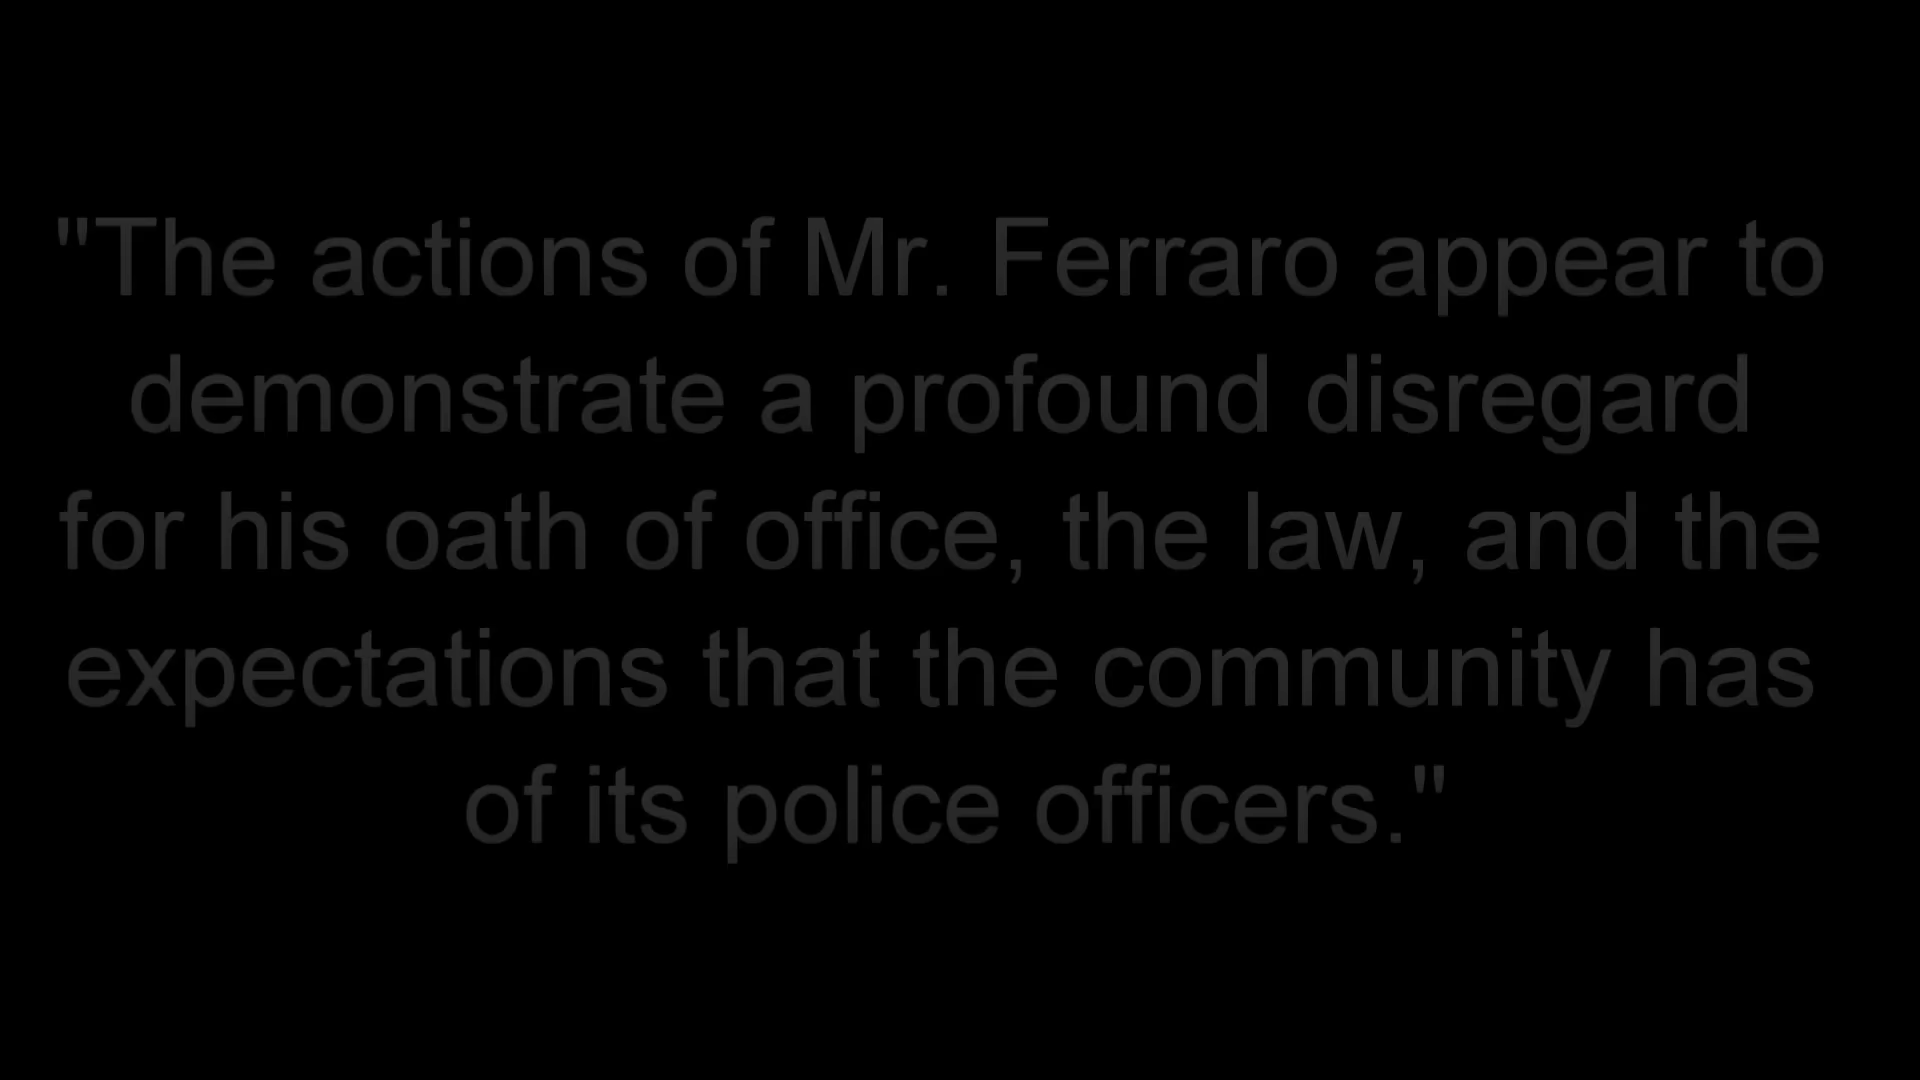 "The actions of Mr. Ferraro appear to
demonstrate a profound disregard
for his oath of office, the law, and the
expectations that the community has
of its police officers."